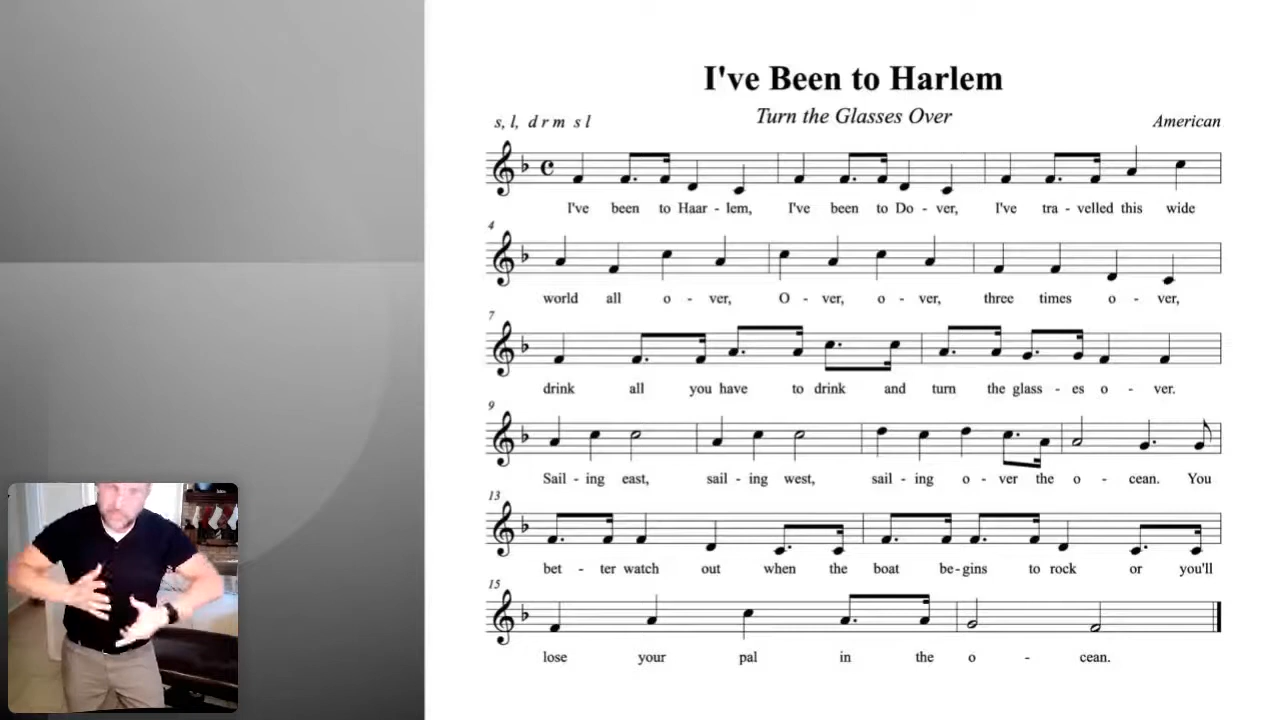 I've Been to Harlem
Turn the Glasses Over
s, l, d r m s l
American
I've been to Haar - lem, I've been to Do - ver, I've tra - velled this wide
4
world all o - ver, O - ver, o - ver, three times o - ver,
7
drink all you have to drink and turn the glass - es o - ver.
9
Sail - ing east, sail - ing west, sail - ing o - ver the o - cean. You
13
bet - ter watch out when the boat be - gins to rock or you'll
15
lose your pal in the o - cean.